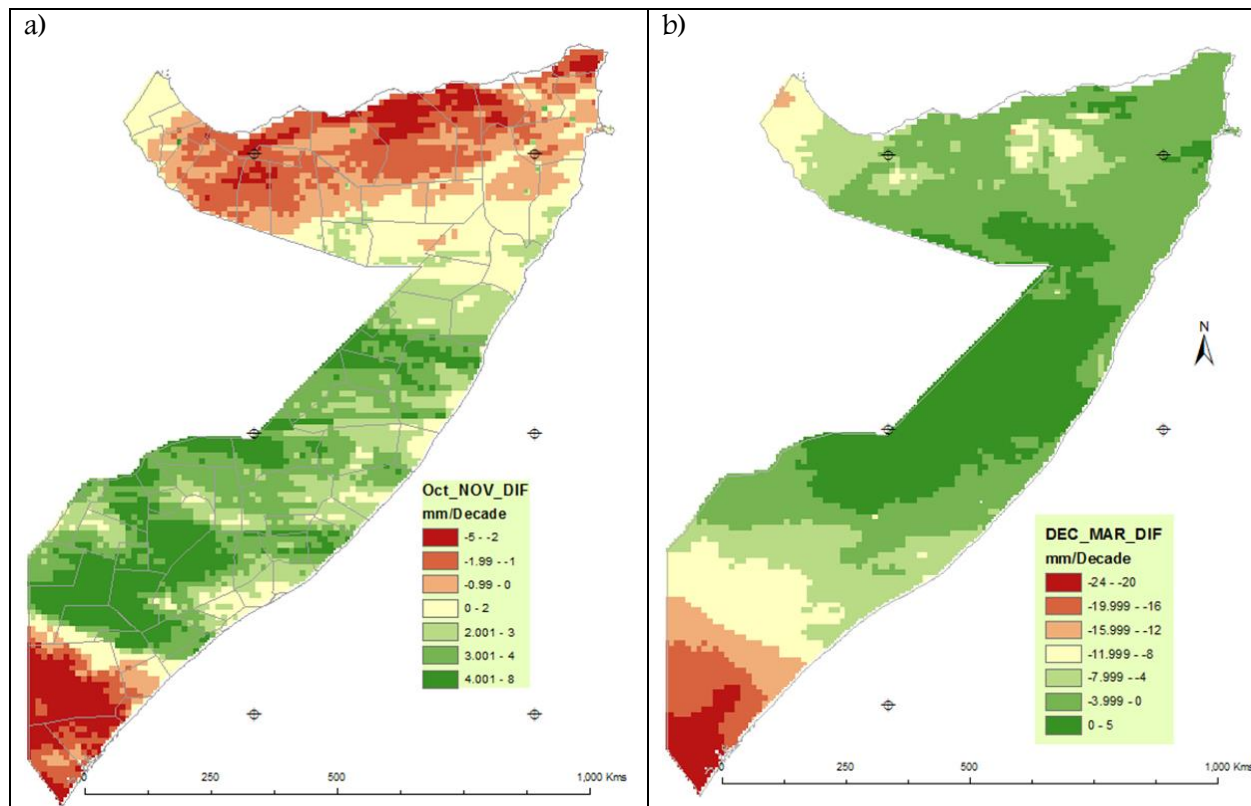 a)
Oct_NOV_DIF
mm/Decade
-5 - -2
-1.99 - -1
-0.99 - 0
0 - 2
2.001 - 3
3.001 - 4
4.001 - 8
0 250 500 1,000 Kms
b)
N
DEC_MAR_DIF
mm/Decade
-24 - -20
-19.999 - -16
-15.999 - -12
-11.999 - -8
-7.999 - -4
-3.999 - 0
0 - 5
0 250 500 1,000 Kms